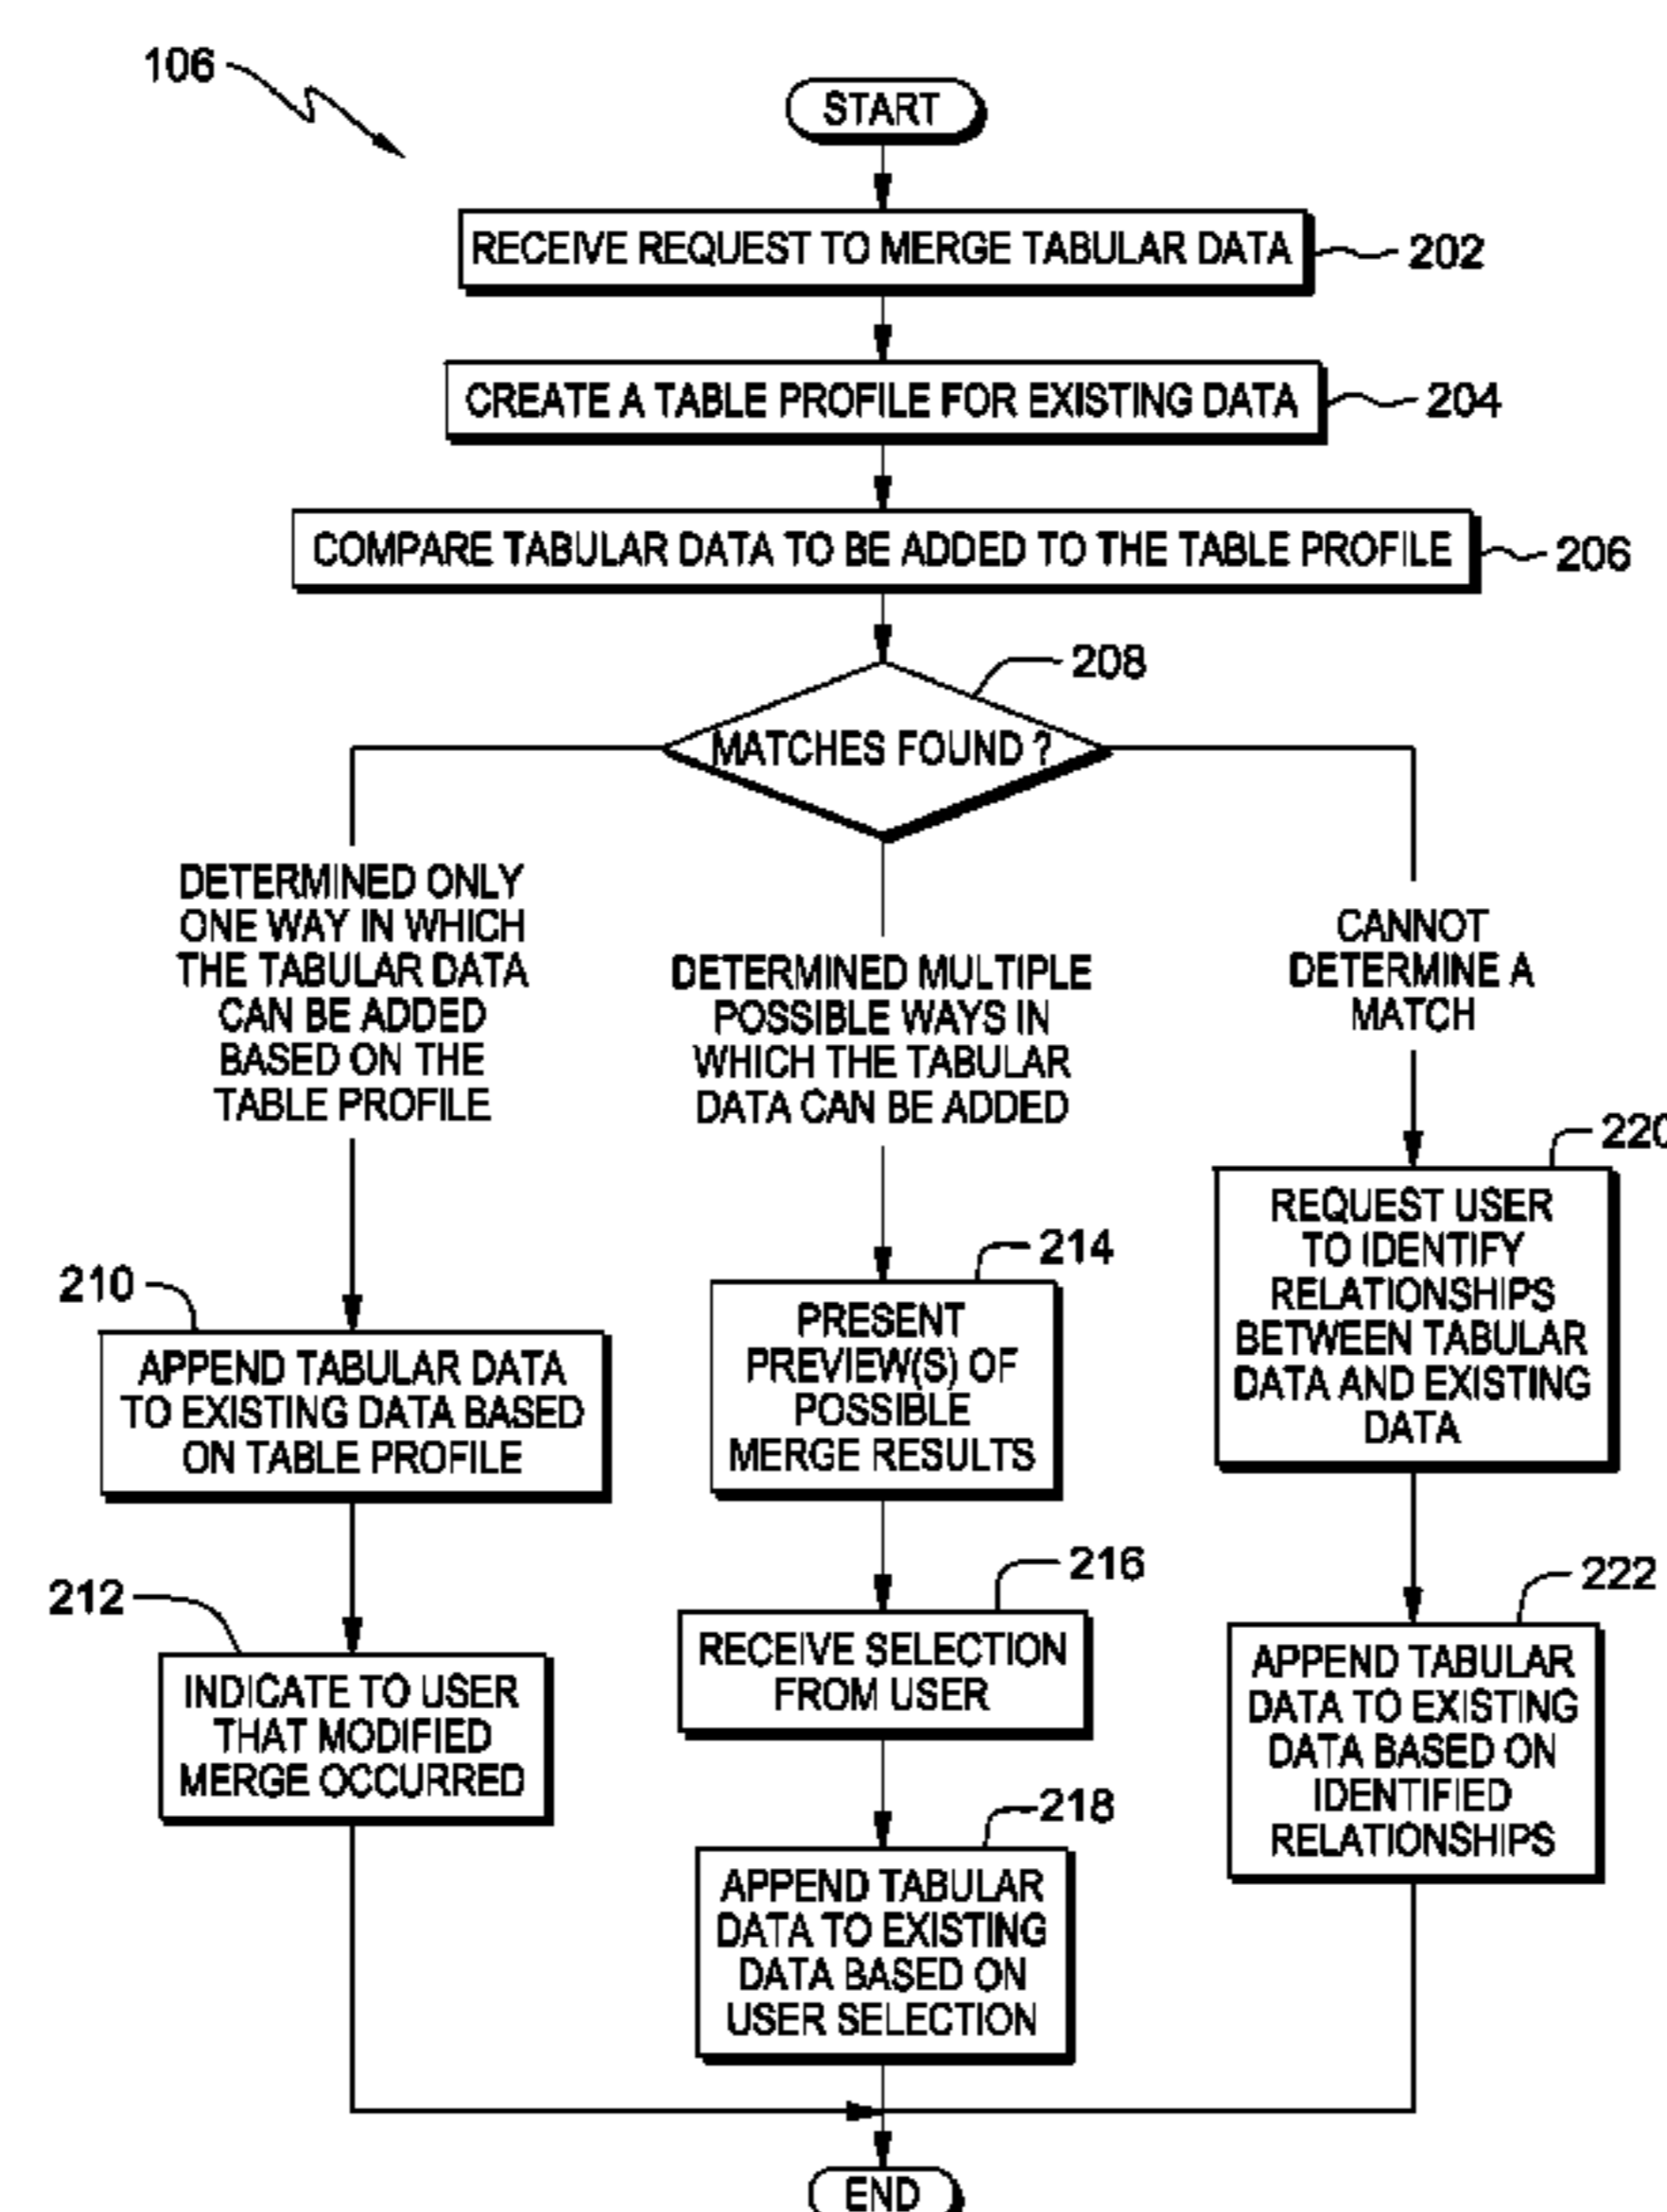 106
START
RECEIVE REQUEST TO MERGE TABULAR DATA
202
CREATE A TABLE PROFILE FOR EXISTING DATA
204
COMPARE TABULAR DATA TO BE ADDED TO THE TABLE PROFILE
206
208
MATCHES FOUND ?
DETERMINED ONLY
ONE WAY IN WHICH
THE TABULAR DATA
CAN BE ADDED
BASED ON THE
TABLE PROFILE
DETERMINED MULTIPLE
POSSIBLE WAYS IN
WHICH THE TABULAR
DATA CAN BE ADDED
CANNOT
DETERMINE A
MATCH
210
APPEND TABULAR DATA
TO EXISTING DATA BASED
ON TABLE PROFILE
212
INDICATE TO USER
THAT MODIFIED
MERGE OCCURRED
214
PRESENT
PREVIEW(S) OF
POSSIBLE
MERGE RESULTS
216
RECEIVE SELECTION
FROM USER
218
APPEND TABULAR
DATA TO EXISTING
DATA BASED ON
USER SELECTION
220
REQUEST USER
TO IDENTIFY
RELATIONSHIPS
BETWEEN TABULAR
DATA AND EXISTING
DATA
222
APPEND TABULAR
DATA TO EXISTING
DATA BASED ON
IDENTIFIED
RELATIONSHIPS
END